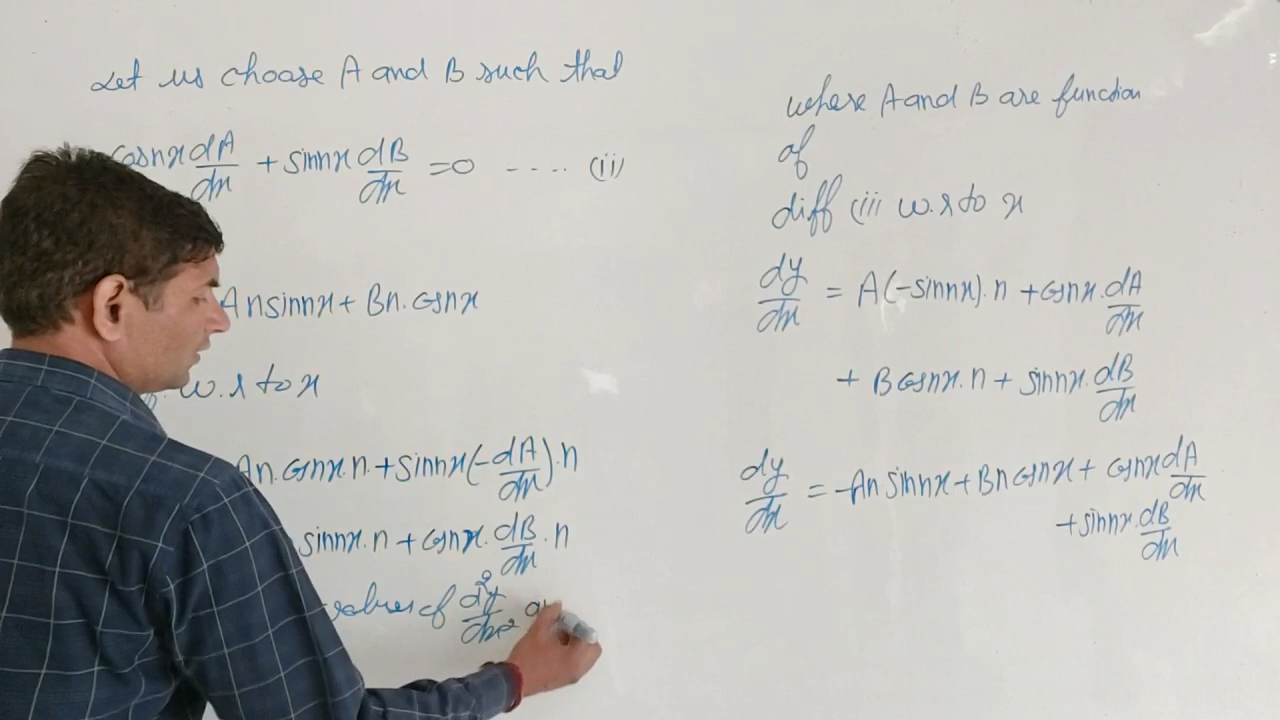 Let us choose A and B such that
cosnx dA/dx + sinnx dB/dx = 0 ---- (ii)
Ansinnx + Bn.cosnx
w.r to x
An.cosnx.n + sinnx(-dA/dx).n
sinnx.n + cosnx.dB/dx.n
values of d²y/dx²
where A and B are function
of
diff (iii w.r to x
dy/dx = A(-sinnx).n + cosnx.dA/dx
+ Bcosnx.n + sinnx.dB/dx
dy/dx = -An sinnx + Bn cosnx + cosnx dA/dx
+ sinnx.dB/dx